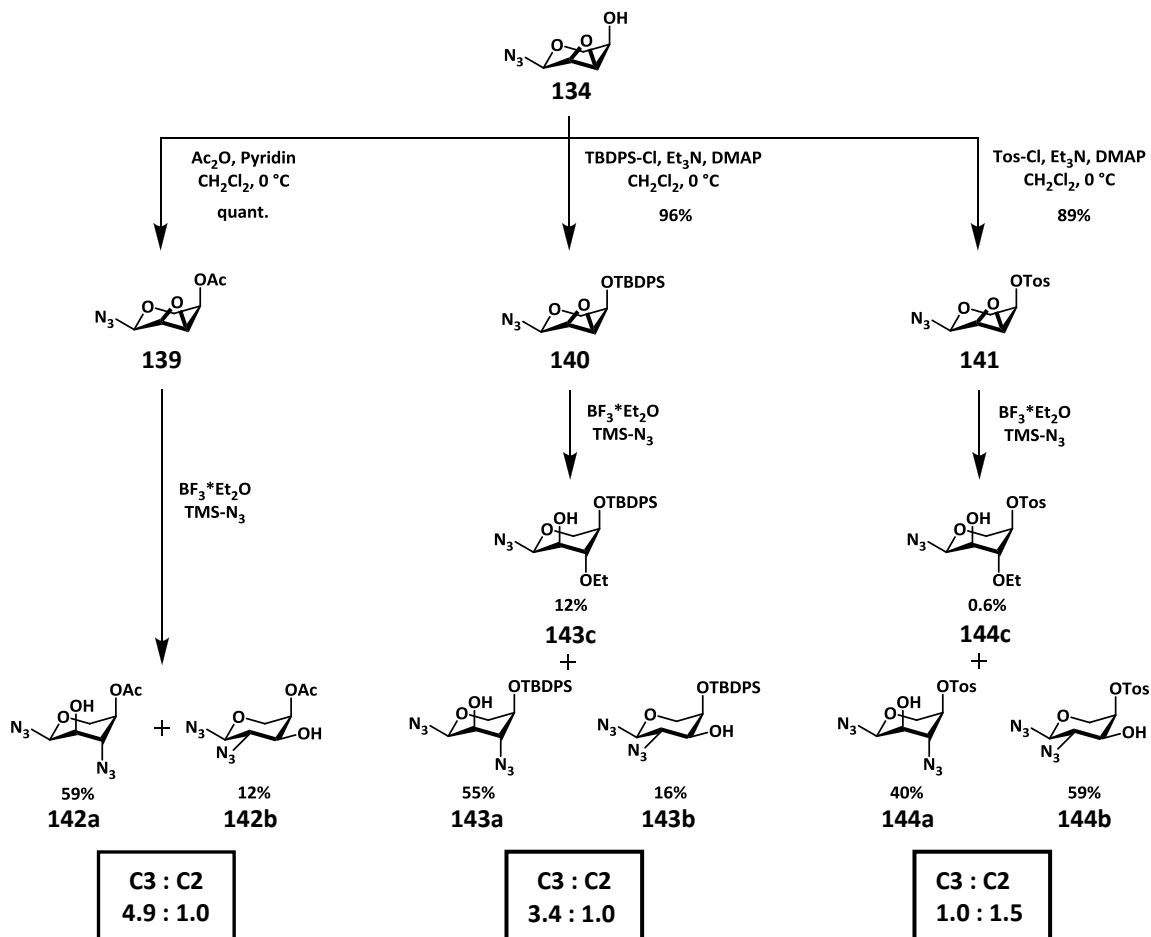 OH
O
O
N₃
134
Ac₂O, Pyridin
CH₂Cl₂, 0 °C
quant.
TBDPS-Cl, Et₃N, DMAP
CH₂Cl₂, 0 °C
96%
Tos-Cl, Et₃N, DMAP
CH₂Cl₂, 0 °C
89%
OAc
O
O
N₃
139
OTBDPS
O
O
N₃
140
OTos
O
O
N₃
141
BF₃*Et₂O
TMS-N₃
BF₃*Et₂O
TMS-N₃
BF₃*Et₂O
TMS-N₃
OTBDPS
OH
O
N₃
OEt
12%
143c
+
OTos
OH
O
N₃
OEt
0.6%
144c
+
OAc
OH
O
N₃
N₃
59%
142a
+
OAc
O
N₃
N₃
OH
12%
142b
OTBDPS
OH
O
N₃
N₃
55%
143a
OTBDPS
O
N₃
N₃
OH
16%
143b
OTos
OH
O
N₃
N₃
40%
144a
OTos
O
N₃
N₃
OH
59%
144b
C3 : C2
4.9 : 1.0
C3 : C2
3.4 : 1.0
C3 : C2
1.0 : 1.5